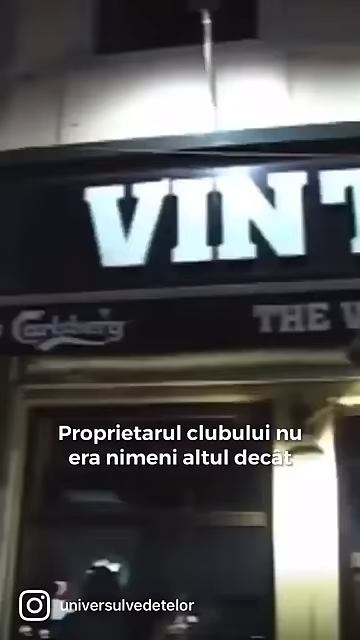 VINT
Carlsberg
THE W
Proprietarul clubului nu
era nimeni altul decât
universulvedetelor